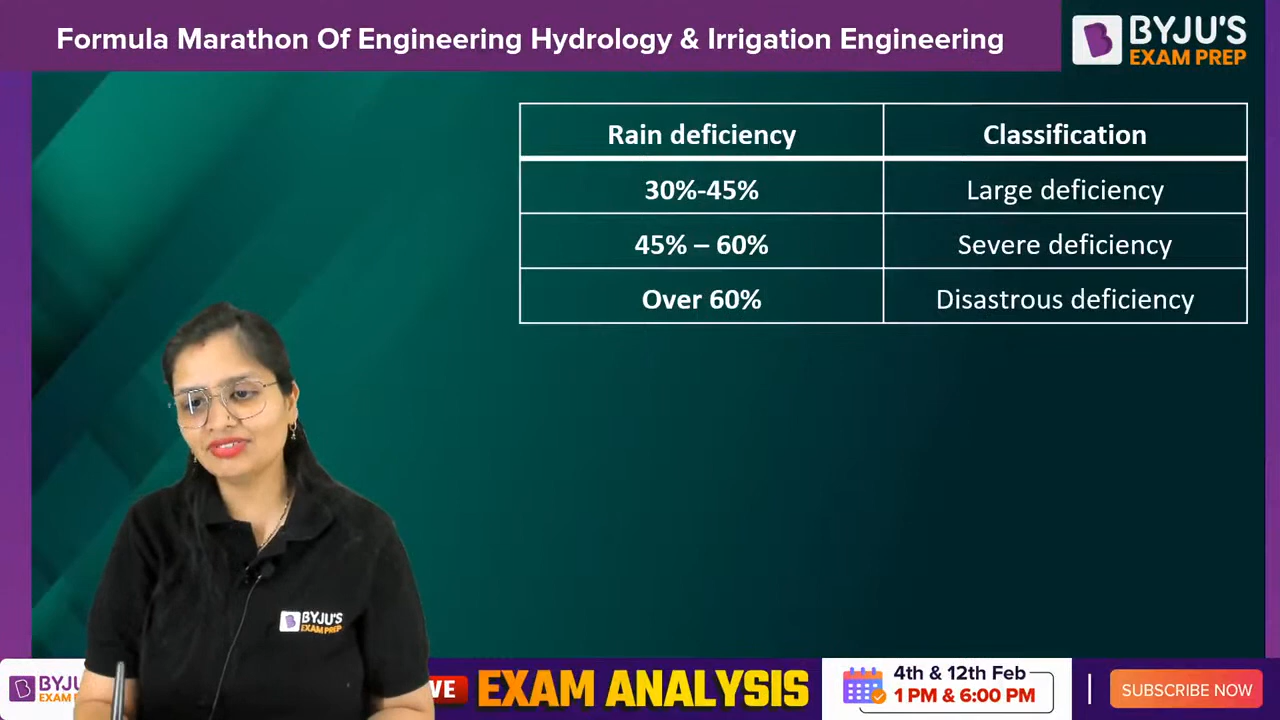 Formula Marathon Of Engineering Hydrology & Irrigation Engineering
BYJU'S
EXAM PREP
Rain deficiency Classification
30%-45% Large deficiency
45% – 60% Severe deficiency
Over 60% Disastrous deficiency
BYJU'S
EXAM PREP
EXAM ANALYSIS
4th & 12th Feb
1 PM & 6:00 PM
SUBSCRIBE NOW